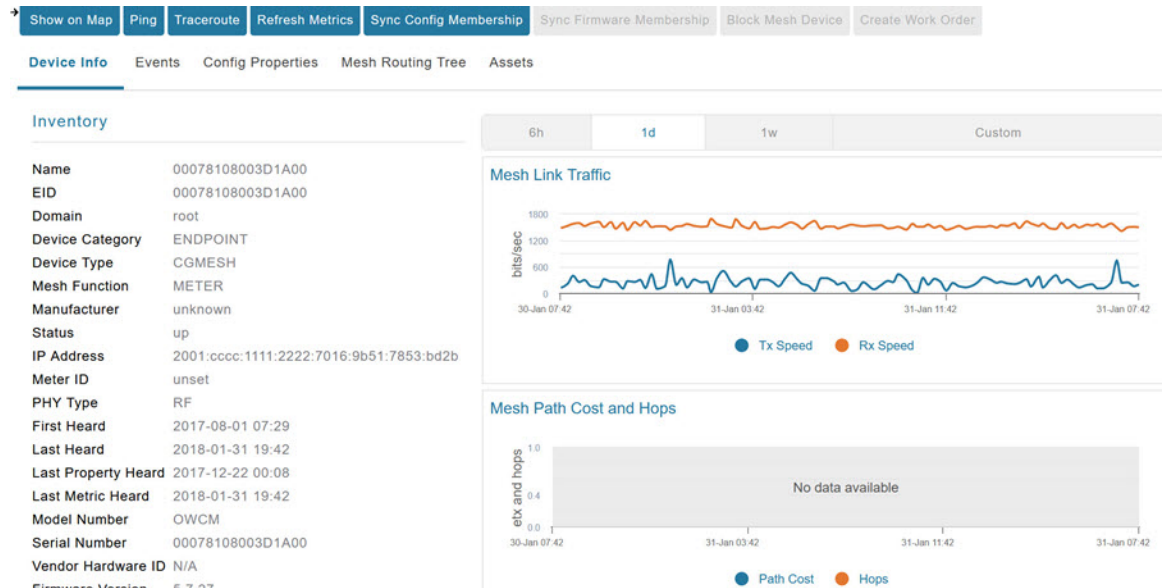 Show on Map Ping Traceroute Refresh Metrics Sync Config Membership Sync Firmware Membership Block Mesh Device Create Work Order
Device Info Events Config Properties Mesh Routing Tree Assets
Inventory
Name 00078108003D1A00
EID 00078108003D1A00
Domain root
Device Category ENDPOINT
Device Type CGMESH
Mesh Function METER
Manufacturer unknown
Status up
IP Address 2001:cccc:1111:2222:7016:9b51:7853:bd2b
Meter ID unset
PHY Type RF
First Heard 2017-08-01 07:29
Last Heard 2018-01-31 19:42
Last Property Heard 2017-12-22 00:08
Last Metric Heard 2018-01-31 19:42
Model Number OWCM
Serial Number 00078108003D1A00
Vendor Hardware ID N/A
Firmware Version 5.7.27
6h 1d 1w Custom
Mesh Link Traffic
bits/sec
1800
1200
600
0
30-Jan 07:42 31-Jan 03:42 31-Jan 11:42 31-Jan 07:42
Tx Speed Rx Speed
Mesh Path Cost and Hops
etx and hops
1.0
0.4
0.0
No data available
30-Jan 07:42 31-Jan 03:42 31-Jan 11:42 31-Jan 07:42
Path Cost Hops